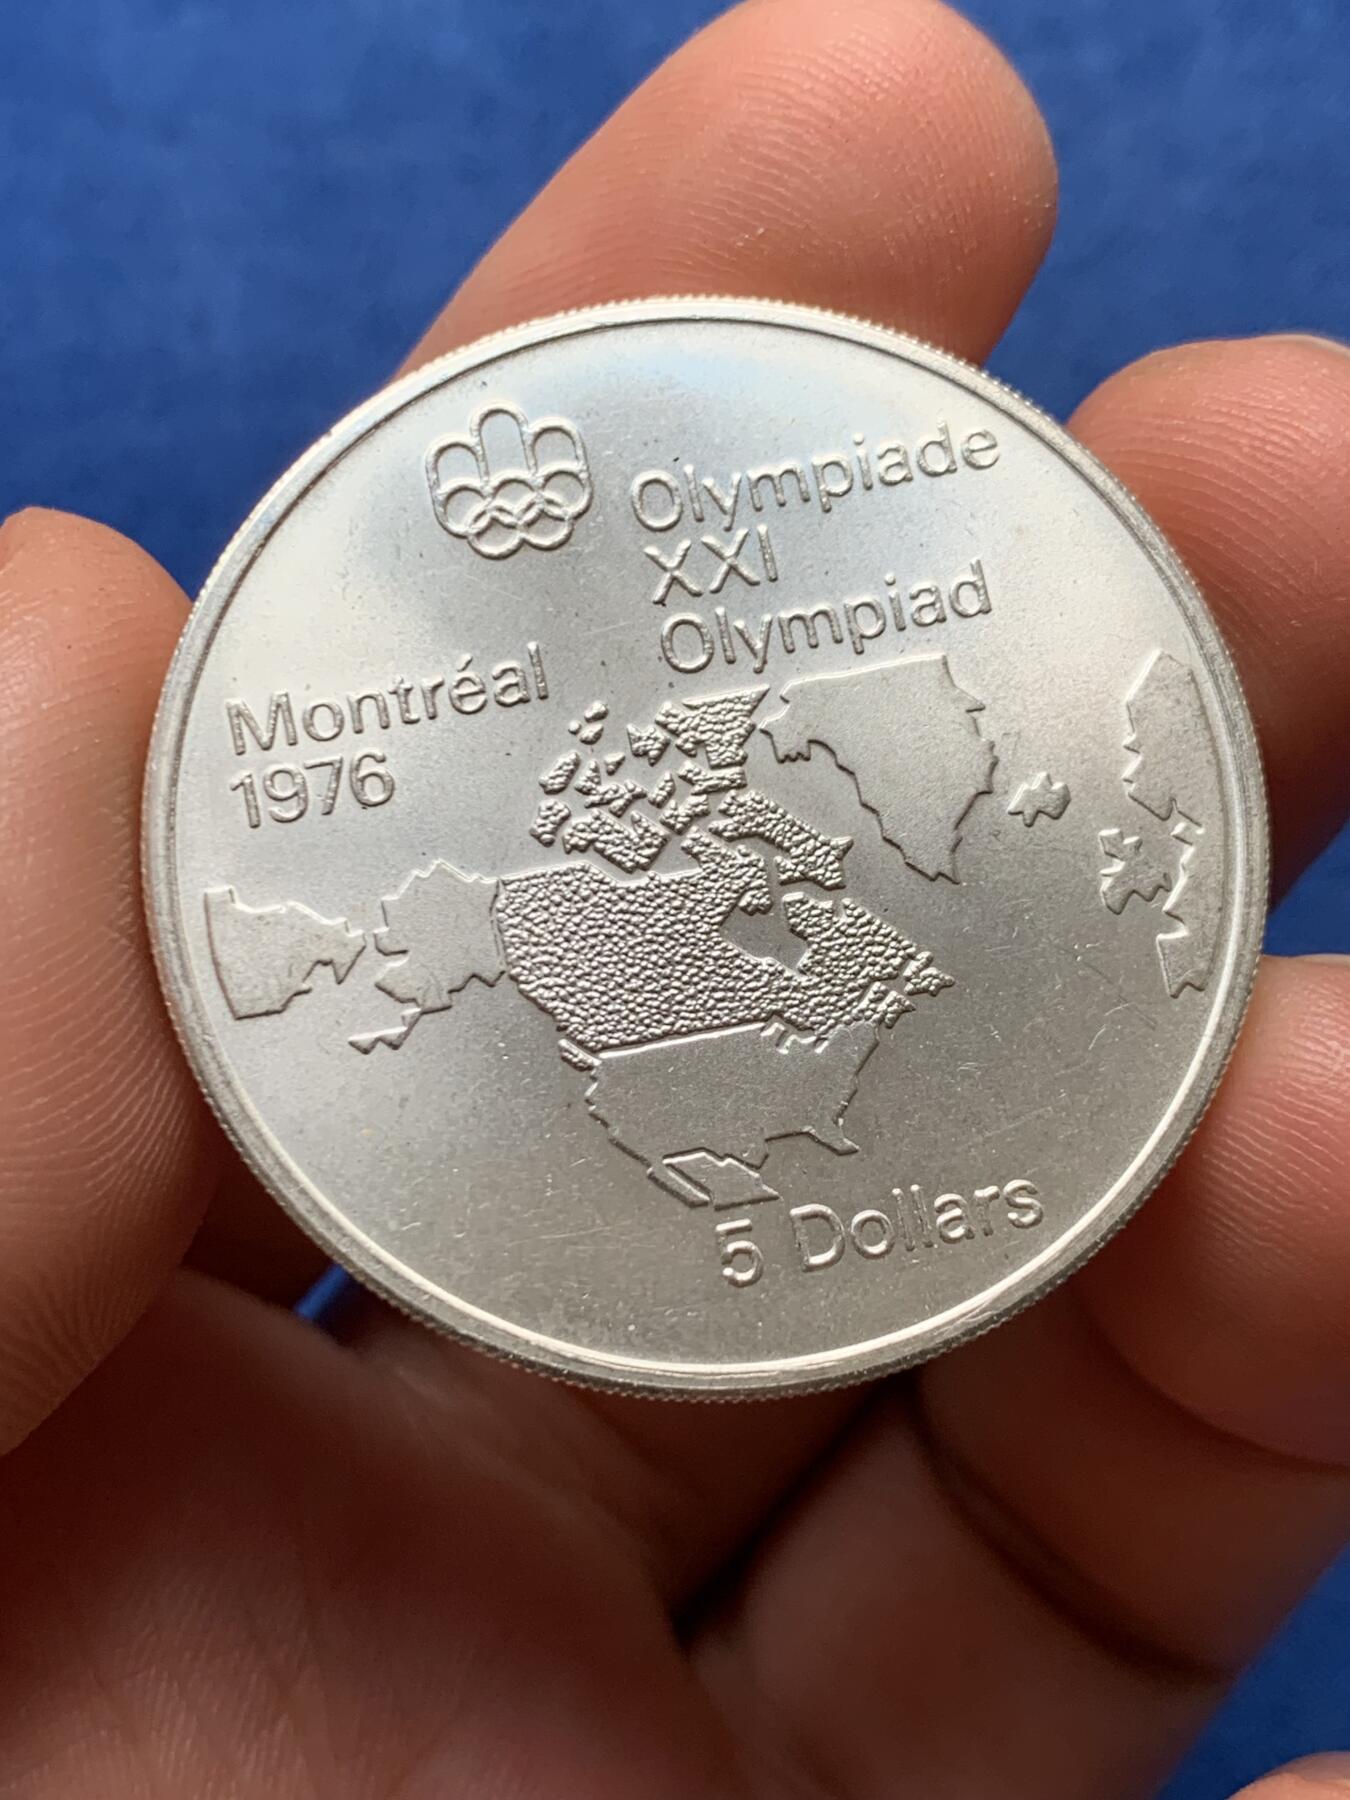 Olympiade
XXI
Olympiad
Montréal
1976
5 Dollars